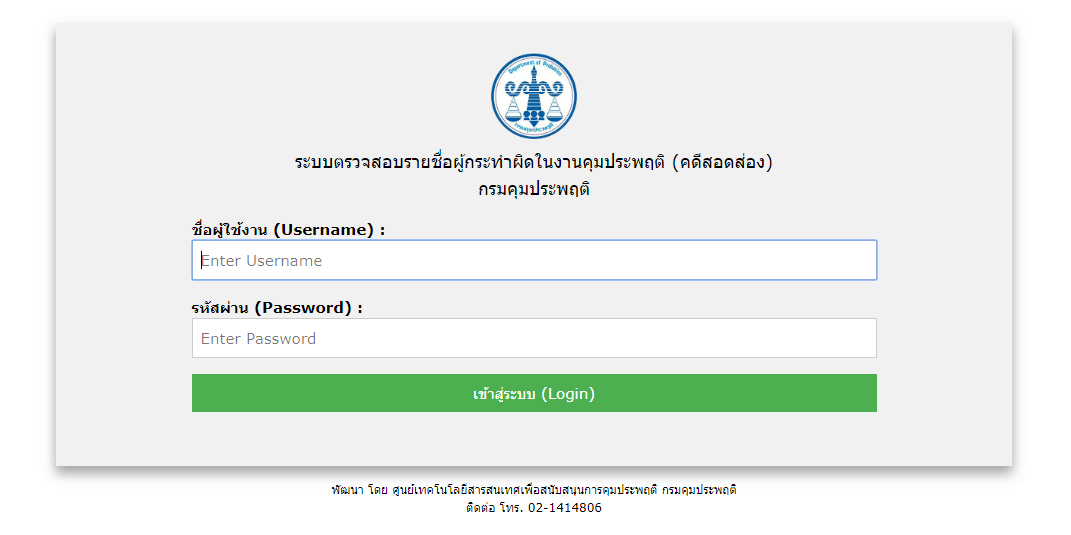 Department of Probation
กรมคุมประพฤติ
ระบบตรวจสอบรายชื่อผู้กระทำผิดในงานคุมประพฤติ (คดีสอดส่อง)
กรมคุมประพฤติ
ชื่อผู้ใช้งาน (Username) :
Enter Username
รหัสผ่าน (Password) :
Enter Password
เข้าสู่ระบบ (Login)
พัฒนา โดย ศูนย์เทคโนโลยีสารสนเทศเพื่อสนับสนุนการคุมประพฤติ กรมคุมประพฤติ
ติดต่อ โทร. 02-1414806